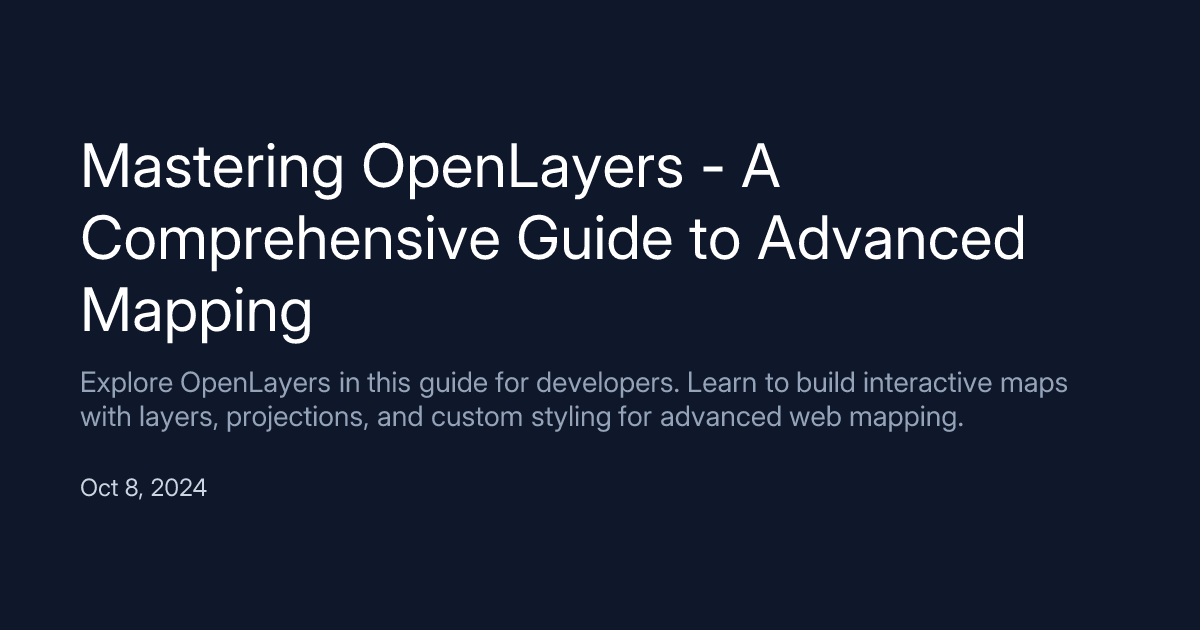 Mastering OpenLayers - A
Comprehensive Guide to Advanced
Mapping
Explore OpenLayers in this guide for developers. Learn to build interactive maps
with layers, projections, and custom styling for advanced web mapping.
Oct 8, 2024